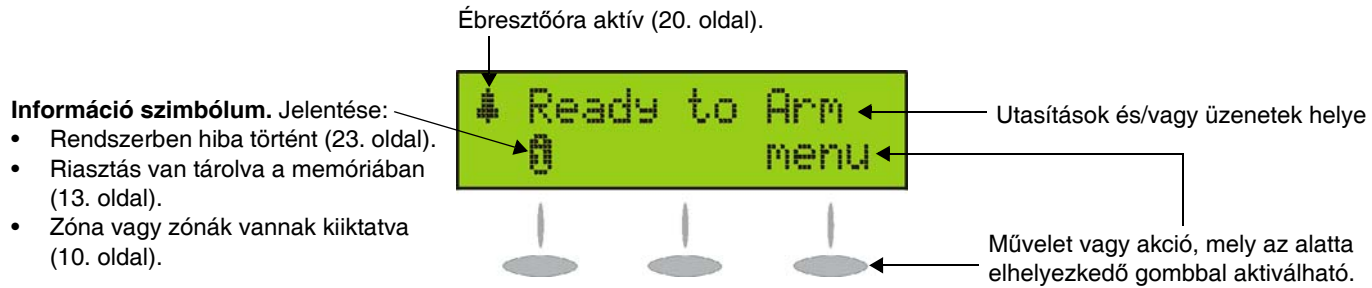 Ébresztőóra aktív (20. oldal).
Információ szimbólum. Jelentése:
• Rendszerben hiba történt (23. oldal).
• Riasztás van tárolva a memóriában
(13. oldal).
• Zóna vagy zónák vannak kiiktatva
(10. oldal).
Ready to Arm
menu
Utasítások és/vagy üzenetek helye
Művelet vagy akció, mely az alatta
elhelyezkedő gombbal aktiválható.